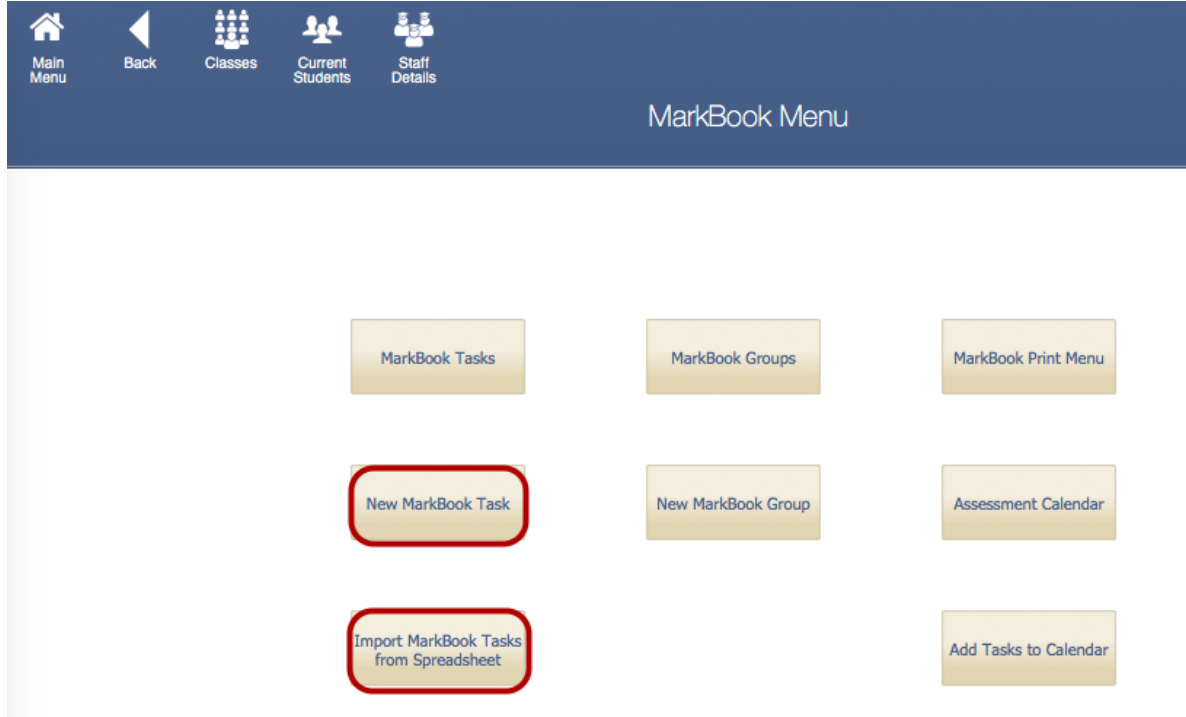 Main Menu
Back
Classes
Current Students
Staff Details
MarkBook Menu
MarkBook Tasks
MarkBook Groups
MarkBook Print Menu
New MarkBook Task
New MarkBook Group
Assessment Calendar
Import MarkBook Tasks
from Spreadsheet
Add Tasks to Calendar